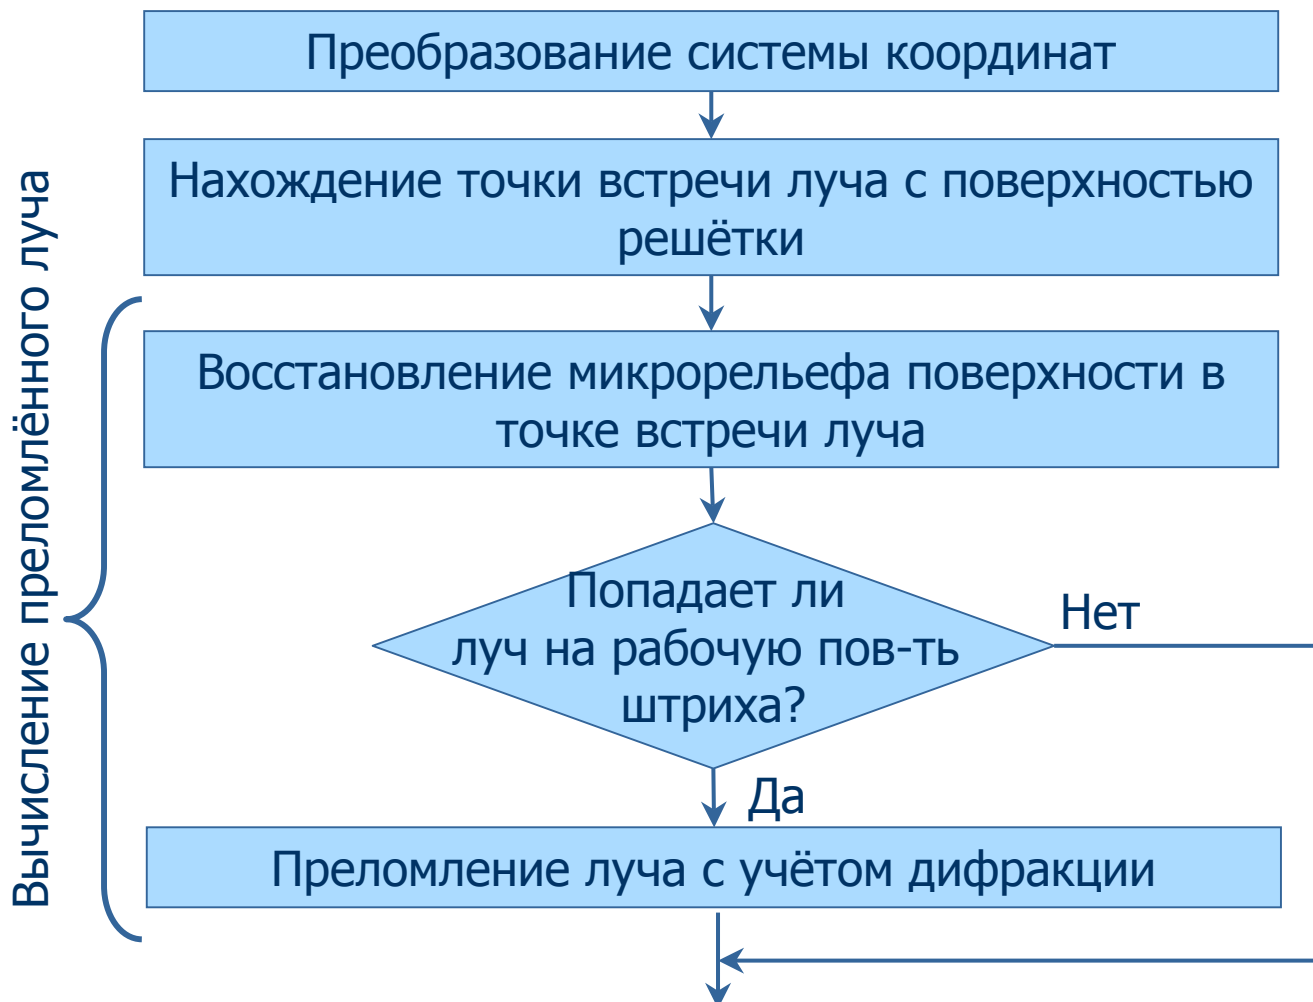 Преобразование системы координат
Нахождение точки встречи луча с поверхностью
решётки
Вычисление преломлённого луча
Восстановление микрорельефа поверхности в
точке встречи луча
Попадает ли
луч на рабочую пов-ть
штриха?
Нет
Да
Преломление луча с учётом дифракции